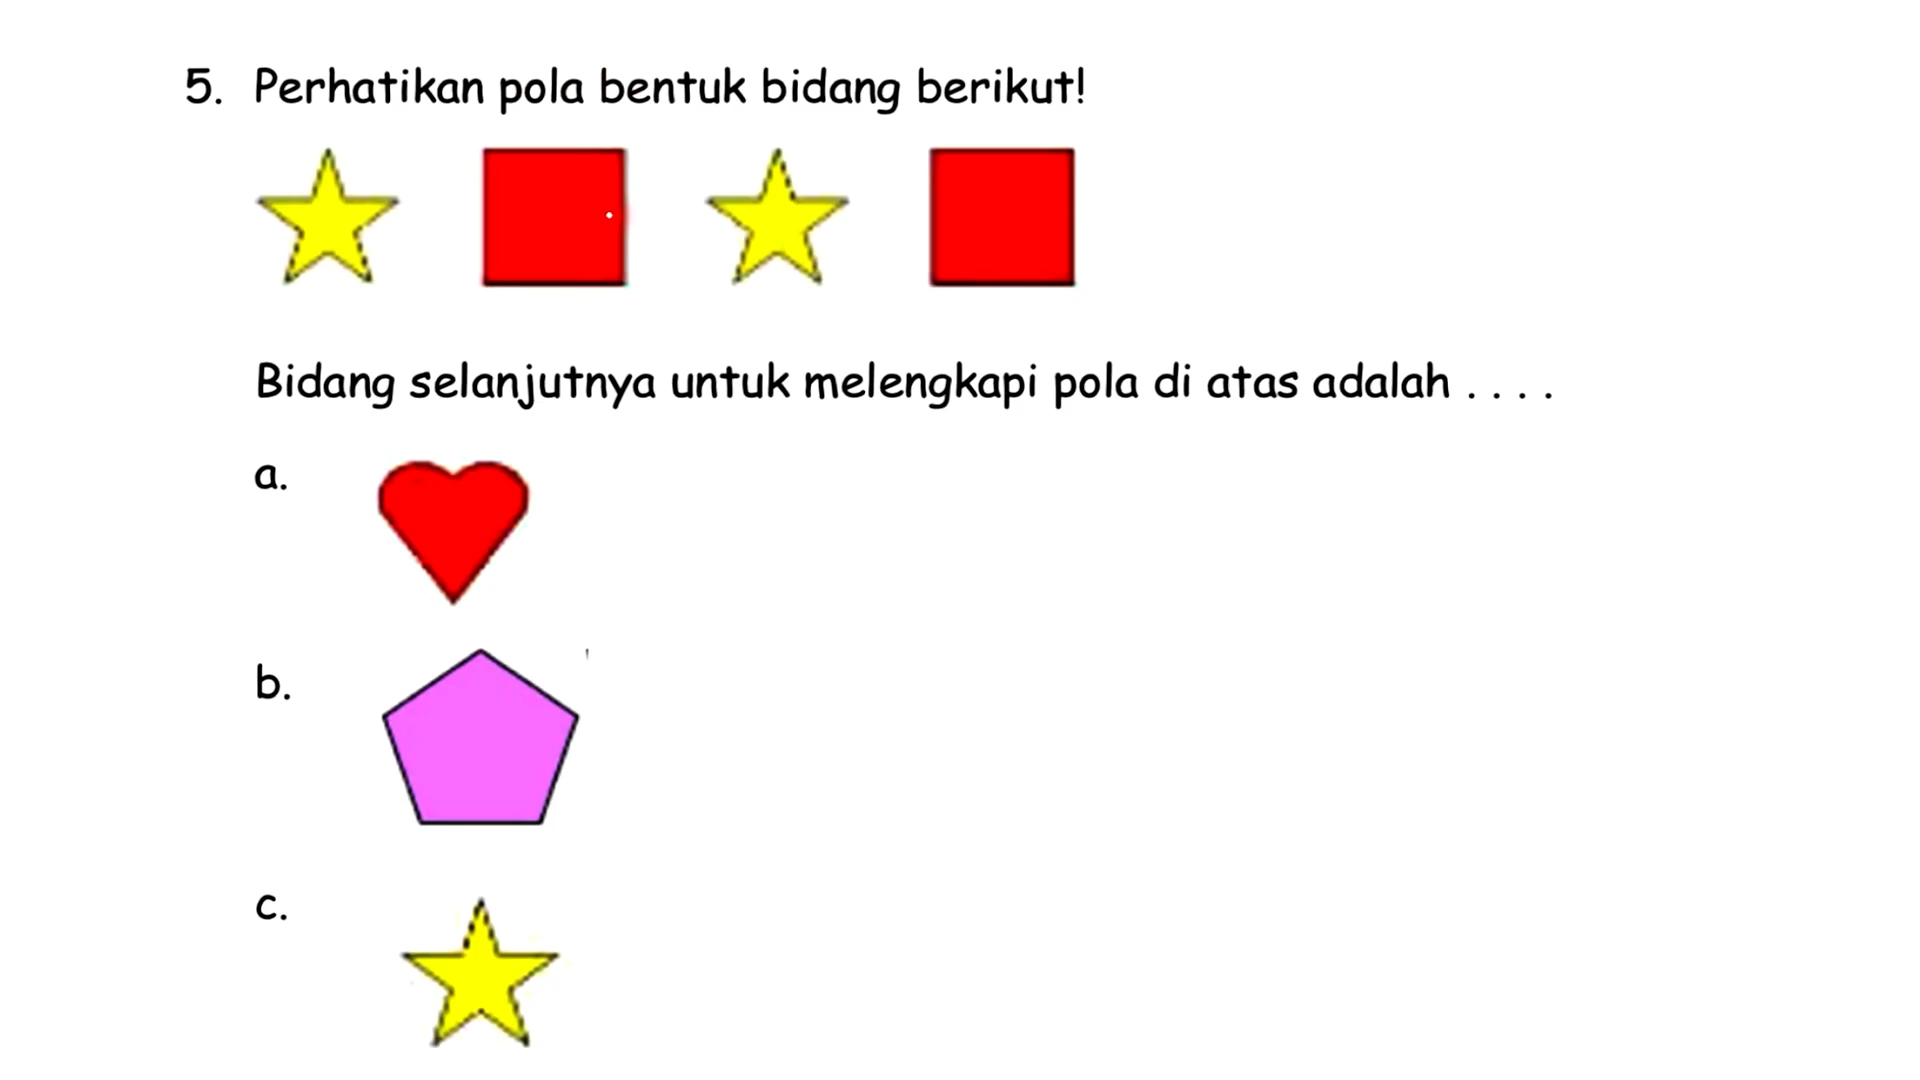 5. Perhatikan pola bentuk bidang berikut!
Bidang selanjutnya untuk melengkapi pola di atas adalah . . . .
a.
b.
c.